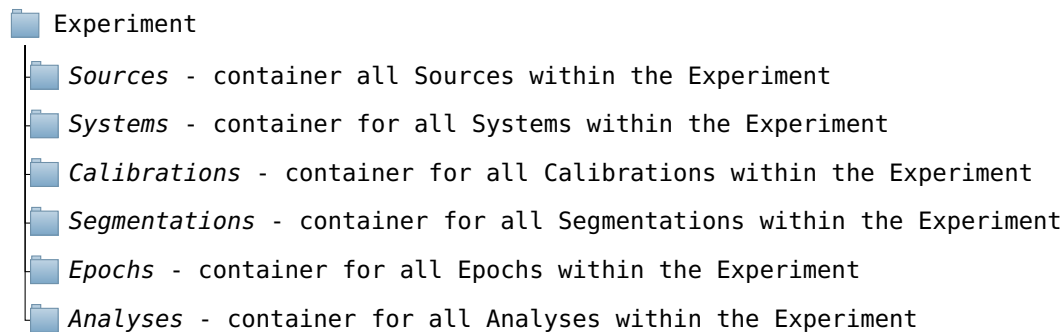 Experiment
Sources - container all Sources within the Experiment
Systems - container for all Systems within the Experiment
Calibrations - container for all Calibrations within the Experiment
Segmentations - container for all Segmentations within the Experiment
Epochs - container for all Epochs within the Experiment
Analyses - container for all Analyses within the Experiment